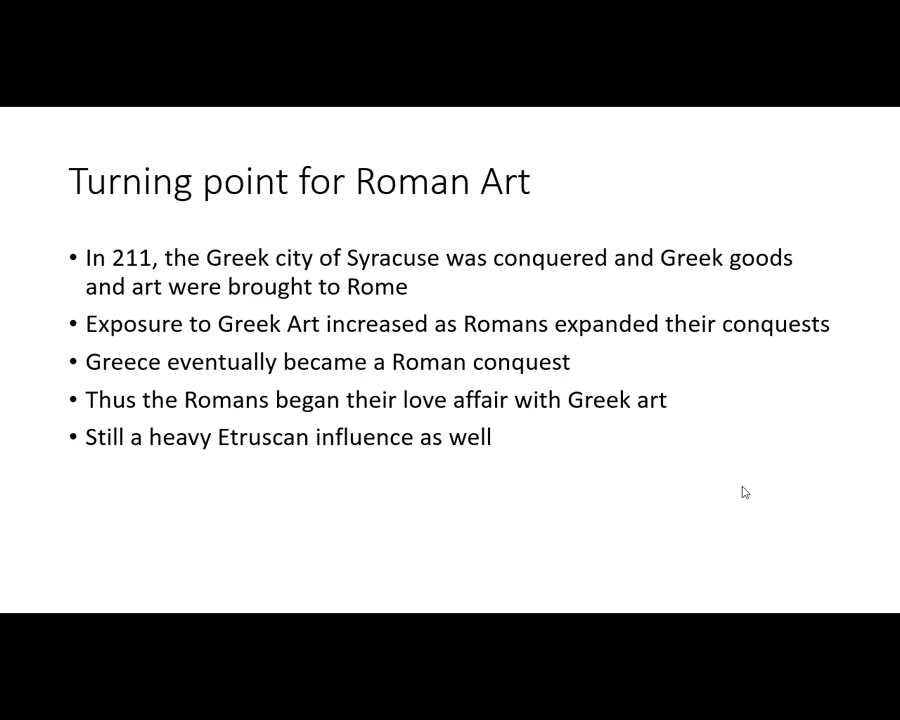 Turning point for Roman Art
• In 211, the Greek city of Syracuse was conquered and Greek goods
and art were brought to Rome
• Exposure to Greek Art increased as Romans expanded their conquests
• Greece eventually became a Roman conquest
• Thus the Romans began their love affair with Greek art
• Still a heavy Etruscan influence as well